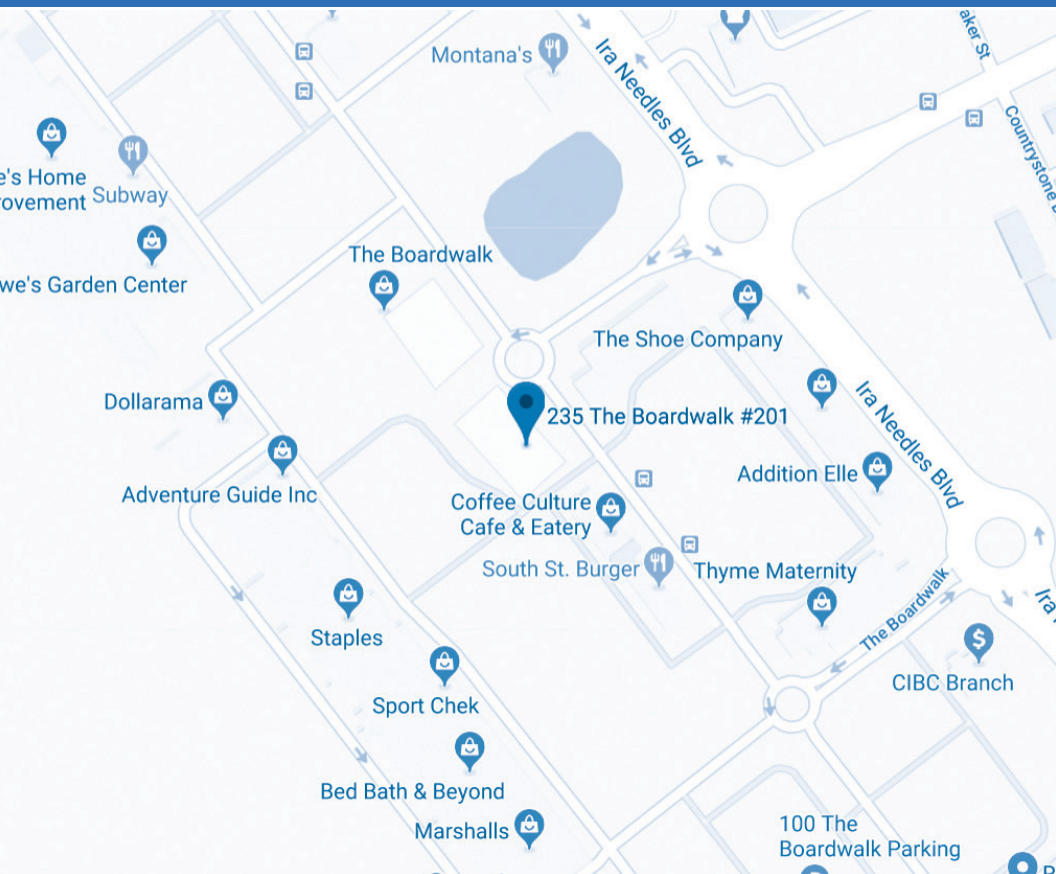 Montana's
Ira Needles Blvd
aker St
Countrystone
e's Home
rovement
Subway
The Boardwalk
we's Garden Center
The Shoe Company
Dollarama
235 The Boardwalk #201
Ira Needles Blvd
Addition Elle
Adventure Guide Inc
Coffee Culture
Cafe & Eatery
South St. Burger
Thyme Maternity
The Boardwalk
Ira
Staples
CIBC Branch
Sport Chek
Bed Bath & Beyond
Marshalls
100 The
Boardwalk Parking